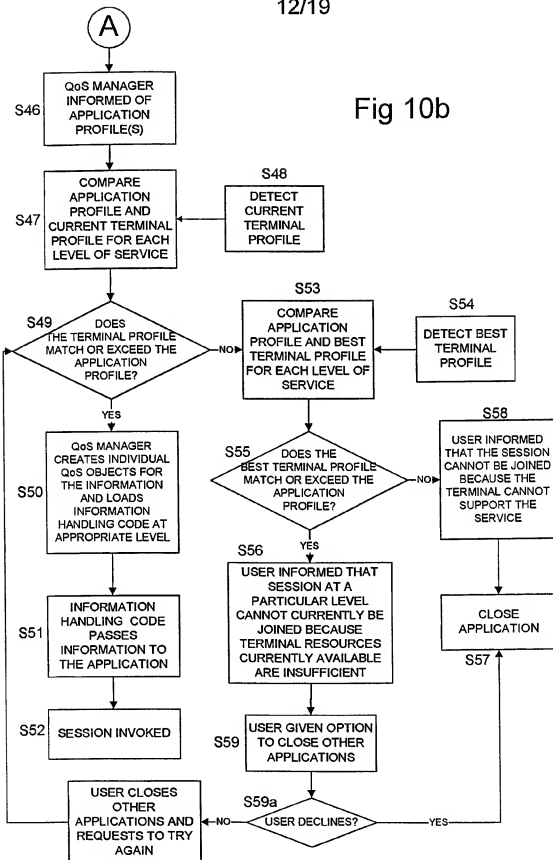 12/19
A
Fig 10b
S46
QoS MANAGER
INFORMED OF
APPLICATION
PROFILE(S)
S47
COMPARE
APPLICATION
PROFILE AND
CURRENT TERMINAL
PROFILE FOR EACH
LEVEL OF SERVICE
S48
DETECT
CURRENT
TERMINAL
PROFILE
S49
DOES
THE TERMINAL PROFILE
MATCH OR EXCEED THE
APPLICATION
PROFILE?
NO
YES
S53
COMPARE
APPLICATION
PROFILE AND BEST
TERMINAL PROFILE
FOR EACH LEVEL OF
SERVICE
S54
DETECT BEST
TERMINAL
PROFILE
S50
QoS MANAGER
CREATES INDIVIDUAL
QoS OBJECTS FOR
THE INFORMATION
AND LOADS
INFORMATION
HANDLING CODE AT
APPROPRIATE LEVEL
S55
DOES THE
BEST TERMINAL PROFILE
MATCH OR EXCEED THE
APPLICATION
PROFILE?
NO
YES
S58
USER INFORMED
THAT THE SESSION
CANNOT BE JOINED
BECAUSE THE
TERMINAL CANNOT
SUPPORT THE
SERVICE
S51
INFORMATION
HANDLING CODE
PASSES
INFORMATION TO
THE APPLICATION
S56
USER INFORMED THAT
SESSION AT A
PARTICULAR LEVEL
CANNOT CURRENTLY BE
JOINED BECAUSE
TERMINAL RESOURCES
CURRENTLY AVAILABLE
ARE INSUFFICIENT
CLOSE
APPLICATION
S57
S52
SESSION INVOKED
S59
USER GIVEN OPTION
TO CLOSE OTHER
APPLICATIONS
S59a
USER DECLINES?
NO
YES
USER CLOSES
OTHER
APPLICATIONS AND
REQUESTS TO TRY
AGAIN